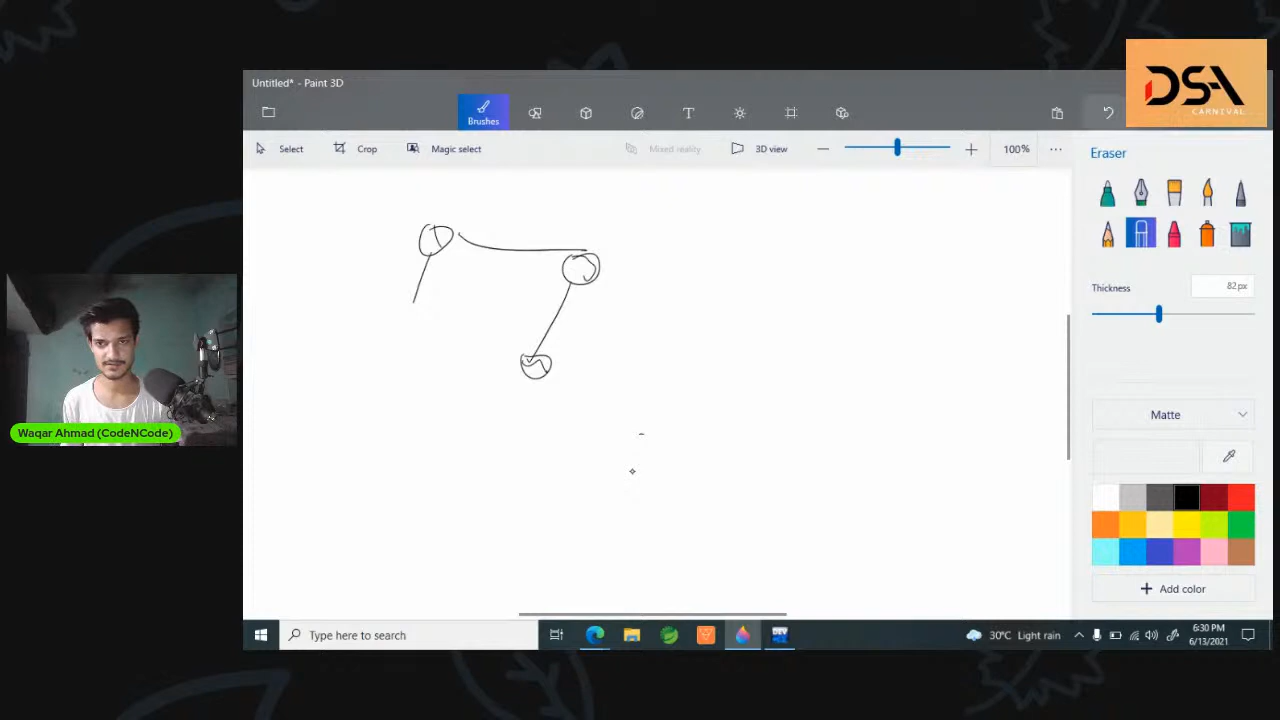 DSA
CARNIVAL
Untitled* - Paint 3D
Brushes
Select Crop Magic select Mixed reality 3D view 100%
Eraser
Thickness 82px
Matte
Add color
Waqar Ahmad (CodeNCode)
Type here to search
DEV
30°C Light rain
6:30 PM
6/13/2021